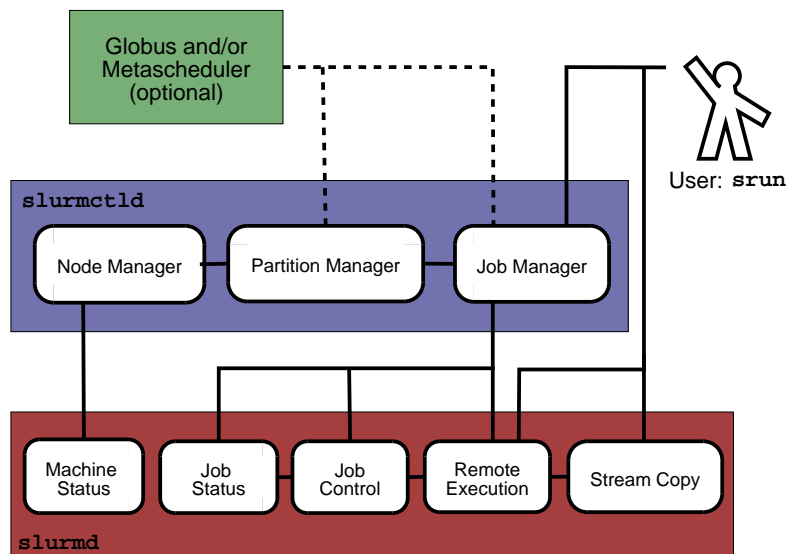 Globus and/or
Metascheduler
(optional)
User: srun
slurmctld
Node Manager
Partition Manager
Job Manager
Machine
Status
Job
Status
Job
Control
Remote
Execution
Stream Copy
slurmd